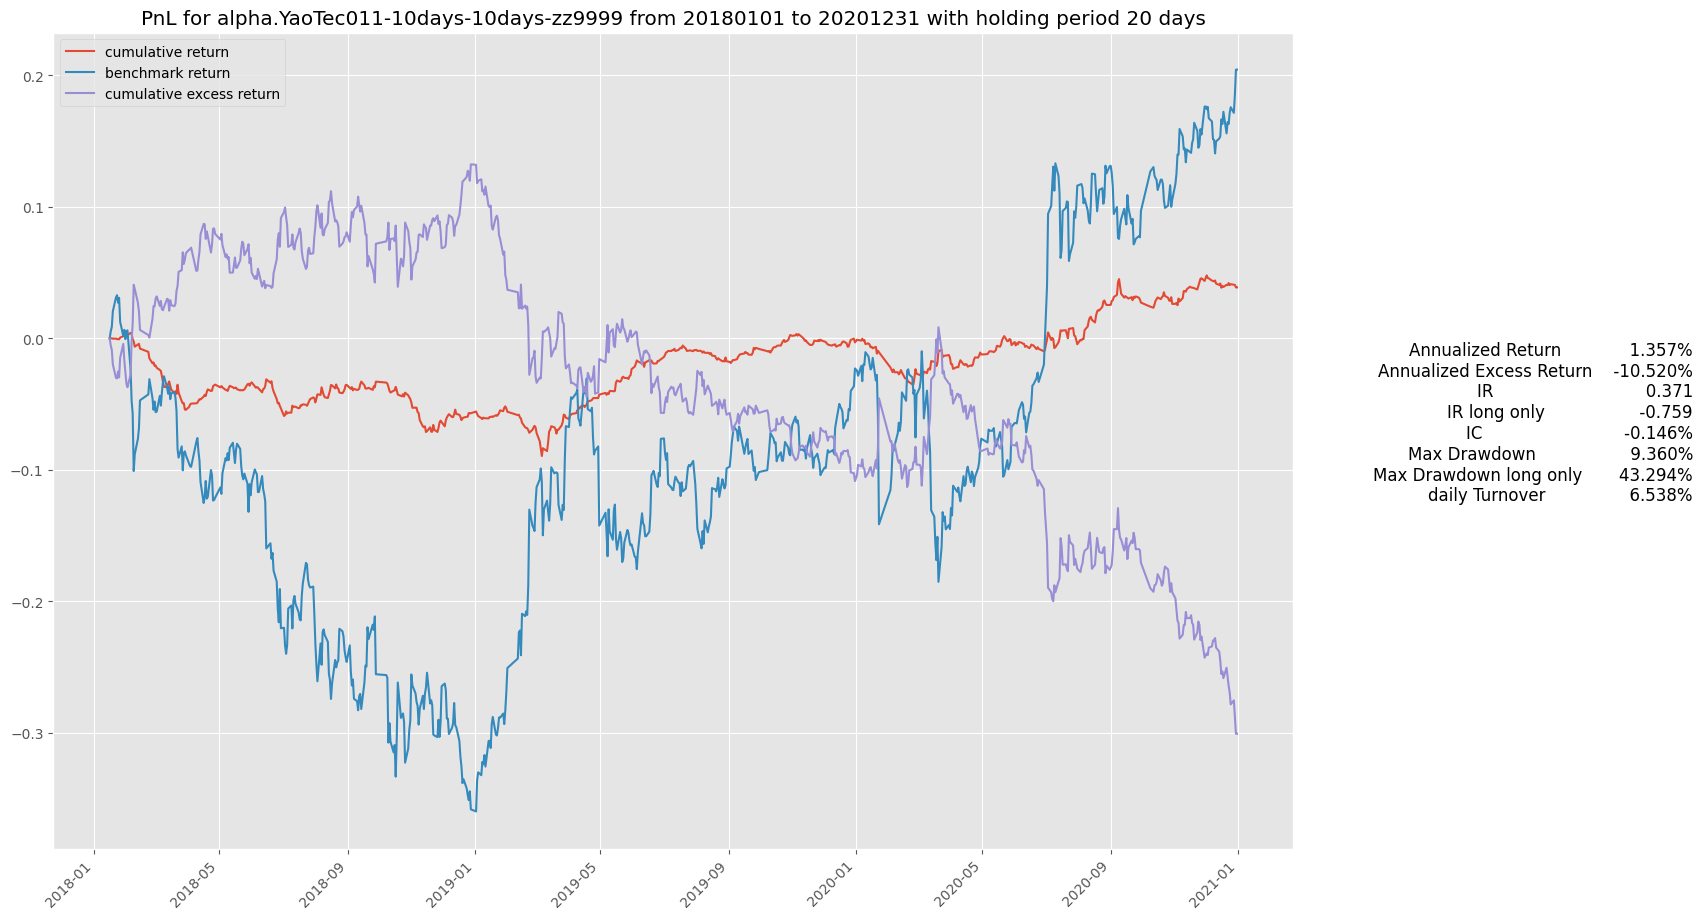 PnL for alpha.YaoTec011-10days-10days-zz9999 from 20180101 to 20201231 with holding period 20 days
cumulative return
benchmark return
cumulative excess return
0.2
0.1
0.0
−0.1
−0.2
−0.3
2018-01
2018-05
2018-09
2019-01
2019-05
2019-09
2020-01
2020-05
2020-09
2021-01
Annualized Return 1.357%
Annualized Excess Return -10.520%
IR 0.371
IR long only -0.759
IC -0.146%
Max Drawdown 9.360%
Max Drawdown long only 43.294%
daily Turnover 6.538%